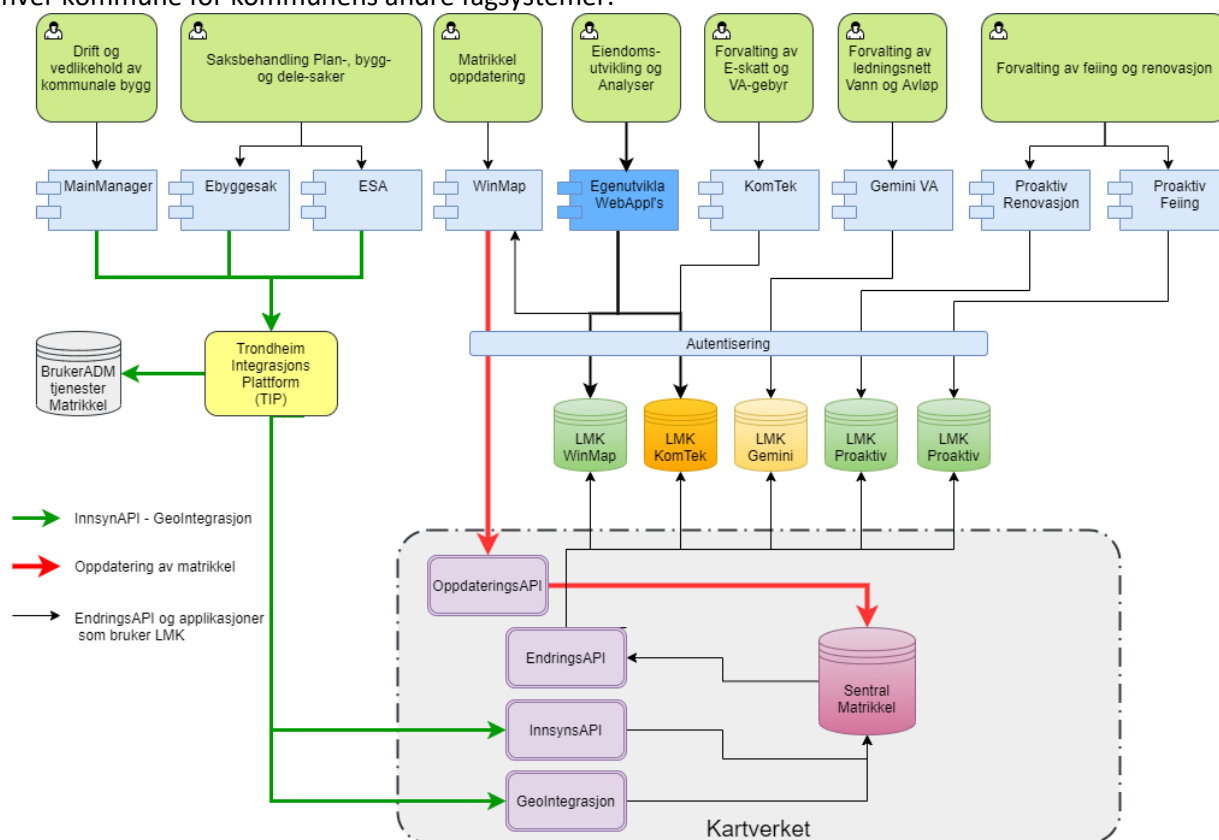 hver kommune for kommunens andre fagsystemer.
Drift og
vedlikehold av
kommunale bygg
Saksbehandling Plan-, bygg-
og dele-saker
Matrikkel
oppdatering
Eiendoms-
utvikling og
Analyser
Forvalting av
E-skatt og
VA-gebyr
Forvalting av
ledningsnett
Vann og Avløp
Forvalting av feiing og renovasjon
MainManager
Ebyggesak
ESA
WinMap
Egenutvikla
WebAppl's
KomTek
Gemini VA
Proaktiv
Renovasjon
Proaktiv
Feiing
Autentisering
BrukerADM
tjenester
Matrikkel
Trondheim
Integrasjons
Plattform
(TIP)
LMK
WinMap
LMK
KomTek
LMK
Gemini
LMK
Proaktiv
LMK
Proaktiv
InnsynAPI - GeoIntegrasjon
Oppdatering av matrikkel
EndringsAPI og applikasjoner
som bruker LMK
OppdateringsAPI
EndringsAPI
InnsynsAPI
GeoIntegrasjon
Sentral
Matrikkel
Kartverket